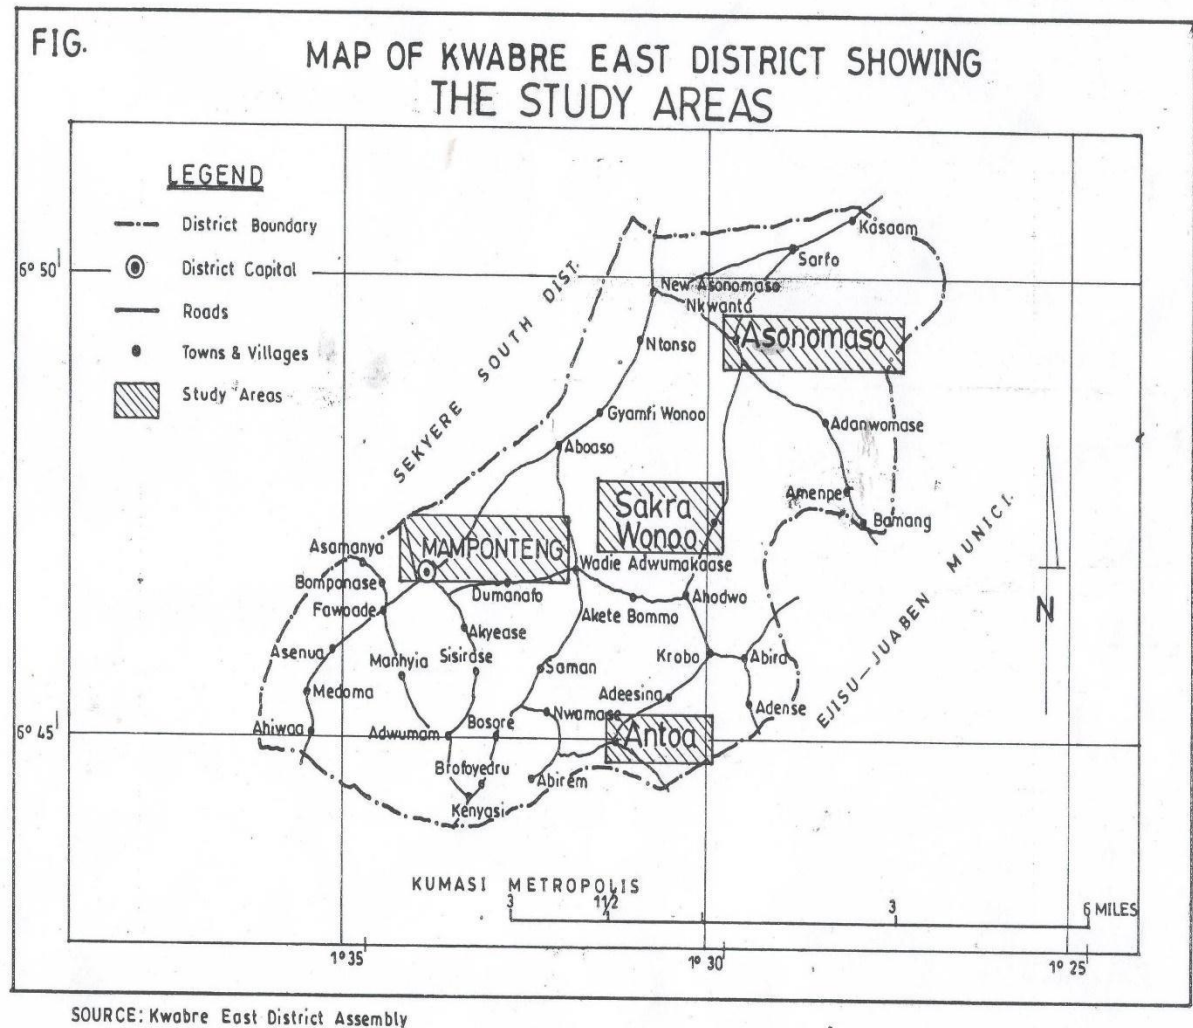 FIG.
MAP OF KWABRE EAST DISTRICT SHOWING
THE STUDY AREAS
LEGEND
District Boundary
District Capital
Roads
Towns & Villages
Study Areas
6° 50'
6° 45'
SEKYERE SOUTH DIST.
Kasaam
Sarfo
New Asonomaso
Nkwanta
Asonomaso
Ntonso
Gyamfi Wonoo
Aboaso
Adanwomase
Amenpe
Bamang
Sakra
Wonoo
MAMPONTENG
Asamanya
Bomponase
Fawoade
Wadie Adwumakaase
Dumanafo
Ahodwo
Akete Bommo
Akyease
Asenua
Manhyia
Sisirase
Saman
Krobo
Abira
Medoma
Adeesina
Adense
Nwamase
Ahiwaa
Adwumam
Bosore
Antoa
Brofoyedru
Abirem
Kenyasi
EJISU—JUABEN MUNICI.
N
KUMASI METROPOLIS
3 11/2 3 6 MILES
1° 35 1° 30 1° 25'
SOURCE: Kwabre East District Assembly